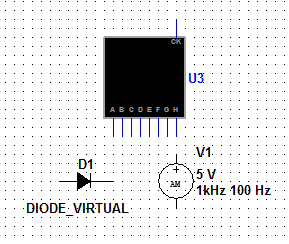 CK
U3
A B C D E F G H
D1
DIODE_VIRTUAL
V1
AM
5 V
1kHz 100 Hz